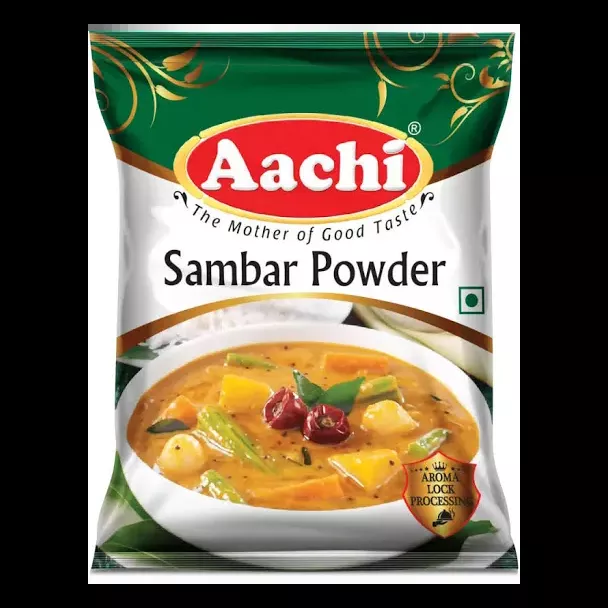 Aachi®
The Mother of Good Taste
Sambar Powder
AROMA
LOCK
PROCESSING